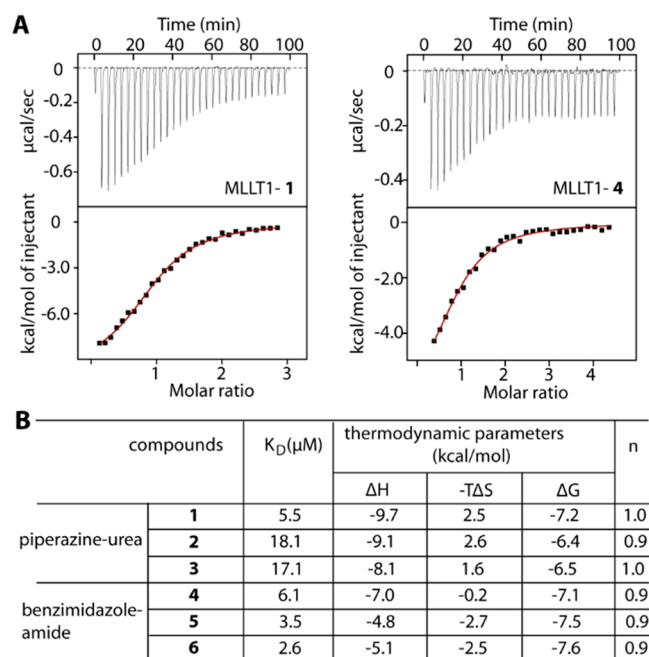 A
Time (min)
0 20 40 60 80 100
0
-0.2
-0.4
-0.6
µcal/sec
MLLT1- 1
0
-3.0
-6.0
kcal/mol of injectant
1 2 3
Molar ratio
Time (min)
0 20 40 60 80 100
0
-0.2
-0.4
µcal/sec
MLLT1- 4
0
-2.0
-4.0
kcal/mol of injectant
1 2 3 4
Molar ratio
B
compounds KD(µM) thermodynamic parameters (kcal/mol) n
ΔH -TΔS ΔG
piperazine-urea
1 5.5 -9.7 2.5 -7.2 1.0
2 18.1 -9.1 2.6 -6.4 0.9
3 17.1 -8.1 1.6 -6.5 1.0
benzimidazole-
amide
4 6.1 -7.0 -0.2 -7.1 0.9
5 3.5 -4.8 -2.7 -7.5 0.9
6 2.6 -5.1 -2.5 -7.6 0.9